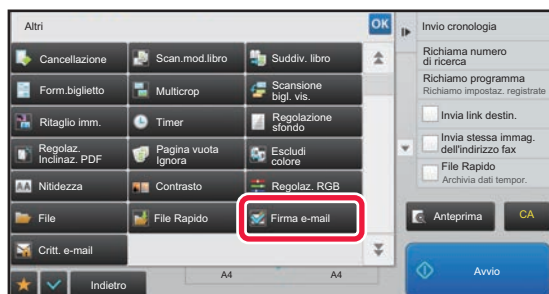 Altri
OK
Cancellazione
Scan.mod.libro
Suddiv. libro
Form.biglietto
Multicrop
Scansione
bigl. vis.
Ritaglio imm.
Timer
Regolazione
sfondo
Regolaz.
Inclinaz. PDF
Pagina vuota
Ignora
Escludi
colore
AA Nitidezza
Contrasto
Regolaz. RGB
File
File Rapido
Firma e-mail
Critt. e-mail
Indietro
A4
A4
Invio cronologia
Richiama numero
di ricerca
Richiamo programma
Richiamo impostaz. registrate
Invia link destin.
Invia stessa immag.
dell'indirizzo fax
File Rapido
Archivia dati tempor.
Anteprima
CA
Avvio